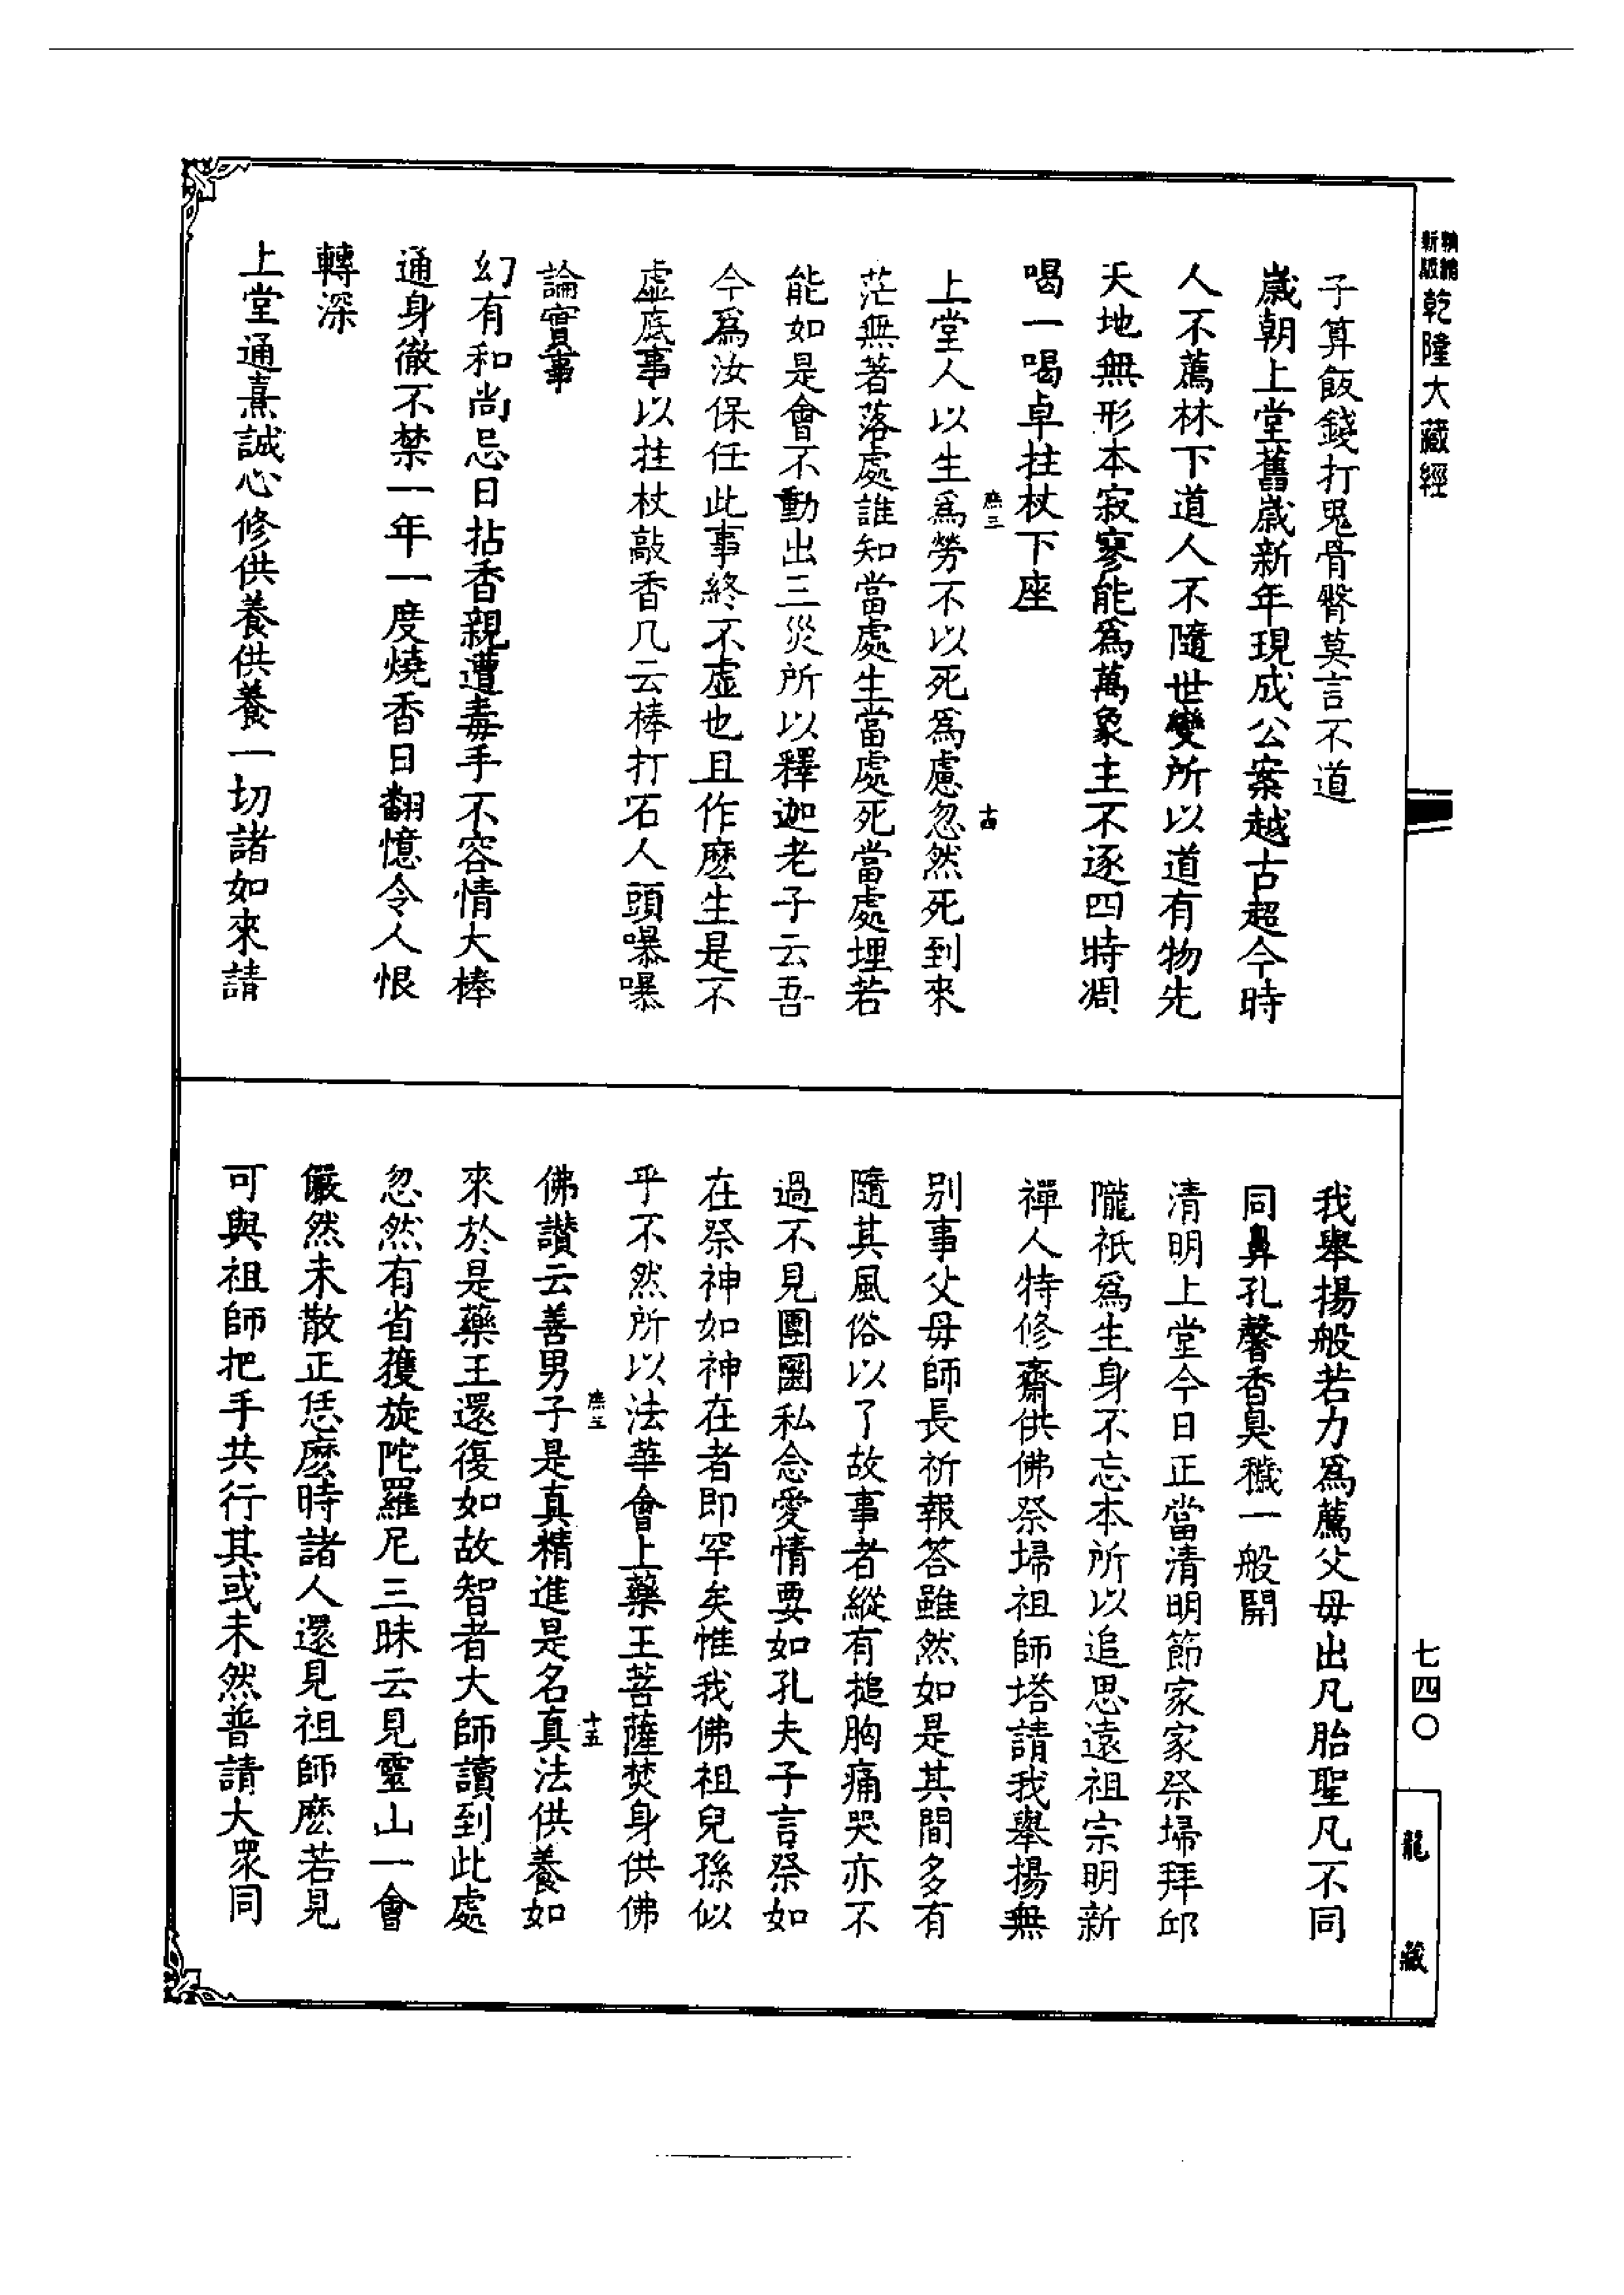 新版
乾隆大藏經
子算飯錢打鬼骨臀莫言不道
歲朝上堂舊歲新年現成公案越古超今時
人不薦林下道人不隨世變所以道有物先
天地無形本寂寥能爲萬象主不逐四時凋
喝一喝卓拄杖下座
上堂人以生爲勞不以死爲慮忽然死到來
茫無著落處誰知當處生當處死當處埋若
能如是會不動出三災所以釋迦老子云吾
今爲汝保任此事終不虛也且作麽生是不
虛底事以拄杖敲香几云棒打石人頭嚗嚗
論實事
幻有和尚忌日拈香親遭毒手不容情大棒
通身徹不禁一年一度燒香日翻憶令人恨
轉深
上堂通熹誠心修供養供養一切諸如來請
十四
我舉揚般若力爲薦父母出凡胎聖凡不同
同鼻孔馨香臭穢一般開
清明上堂今日正當清明節家家祭埽拜邱
隴祇爲生身不忘本所以追思遠祖宗明新
禪人特修齋供佛祭埽祖師塔請我舉揚無
別事父母師長祈報答雖然如是其間多有
隨其風俗以了故事者縱有搥胸痛哭亦不
過不見團圞私念愛情要如孔夫子言祭如
在祭神如神在者即罕矣惟我佛祖兒孫似
乎不然所以法華會上藥王菩薩焚身供佛
佛讚云善男子是真精進是名真法供養如
來於是藥王還復如故智者大師讀到此處
忽然有省獲旋陀羅尼三昧云見靈山一會
儼然未散正恁麽時諸人還見祖師麽若見
可與祖師把手共行其或未然普請大眾同
十五
七四〇
龍藏